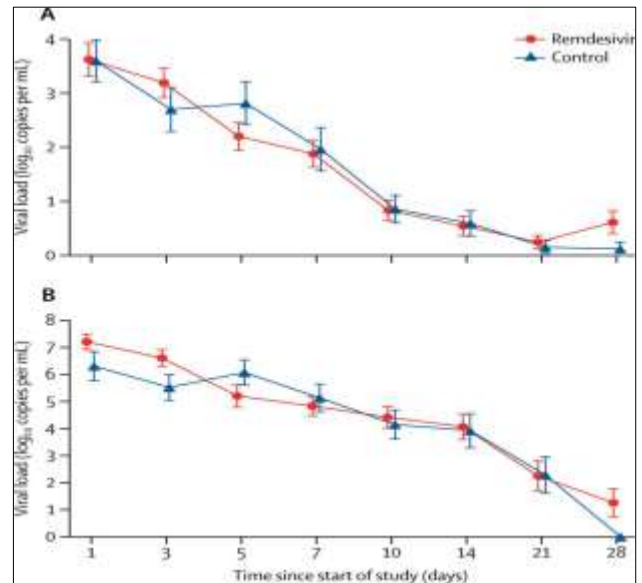 A
Remdesivir
Control
Viral load (log₁₀ copies per mL)
4
3
2
1
0
B
Viral load (log₁₀ copies per mL)
8
7
6
5
4
3
2
1
0
1 3 5 7 10 14 21 28
Time since start of study (days)